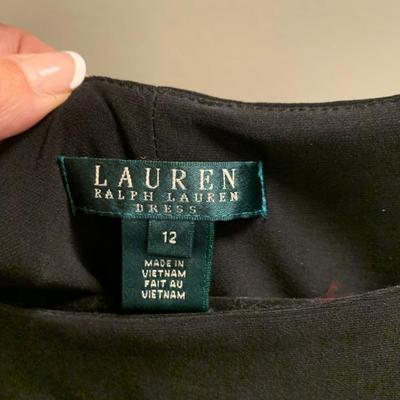 LAUREN
RALPH LAUREN
DRESS
12
MADE IN
VIETNAM
FAIT AU
VIETNAM